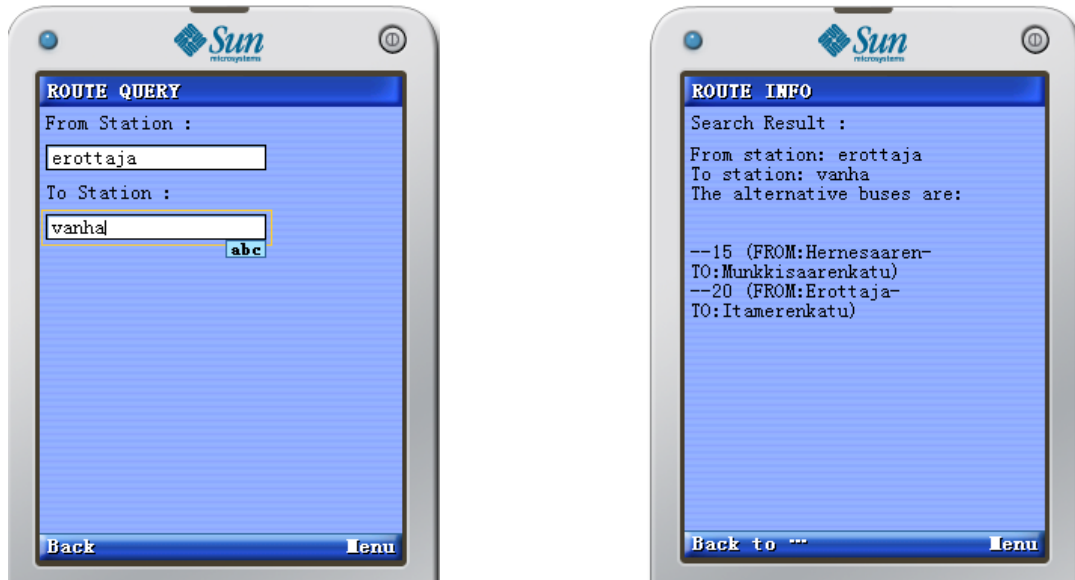 Sun
microsystems
ROUTE QUERY
From Station :
erottaja
To Station :
vanha
abc
Back
Menu
Sun
microsystems
ROUTE INFO
Search Result :
From station: erottaja
To station: vanha
The alternative buses are:
--15 (FROM:Hernesaaren-
TO:Munkkisaarenkatu)
--20 (FROM:Erottaja-
TO:Itamerenkatu)
Back to ...
Menu